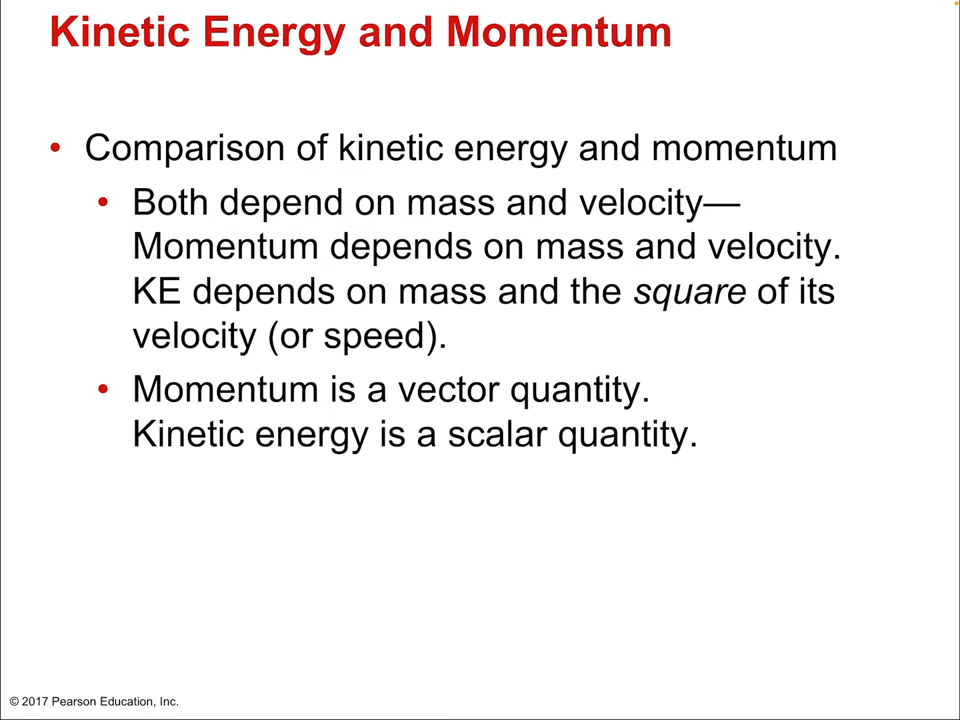 Kinetic Energy and Momentum
• Comparison of kinetic energy and momentum
• Both depend on mass and velocity—
Momentum depends on mass and velocity.
KE depends on mass and the square of its
velocity (or speed).
• Momentum is a vector quantity.
Kinetic energy is a scalar quantity.
© 2017 Pearson Education, Inc.